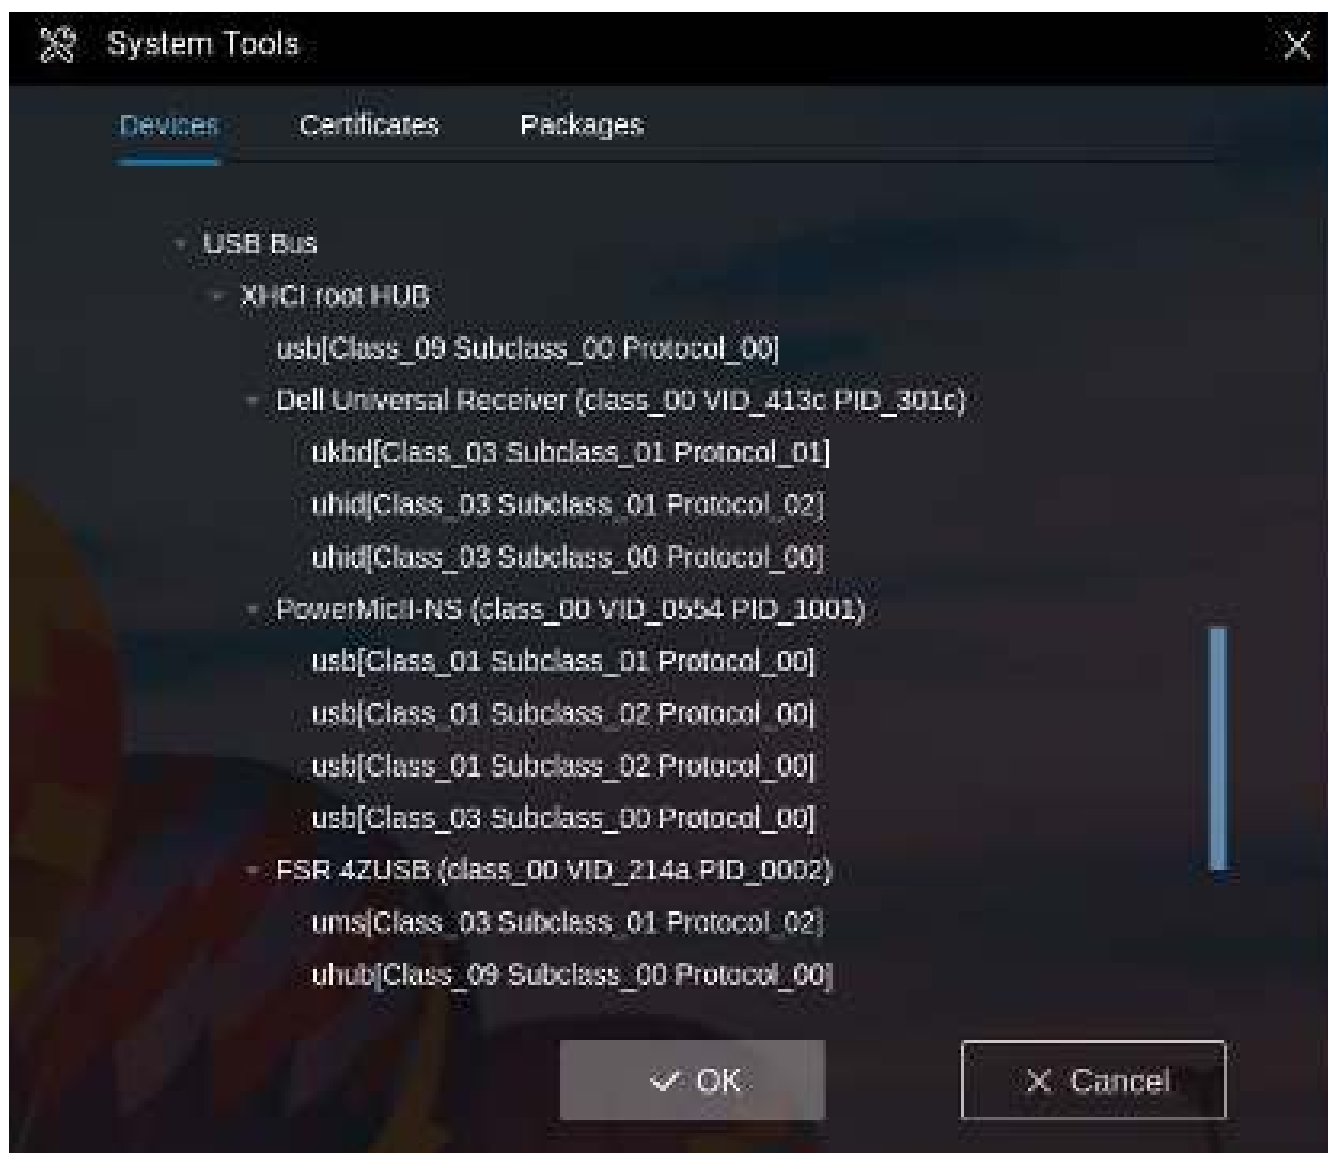 System Tools
Devices Certificates Packages
USB Bus
XHCI root HUB
usb[Class_09 Subclass_00 Protocol_00]
Dell Universal Receiver (class_00 VID_413c PID_301c)
ukbd[Class_03 Subclass_01 Protocol_01]
uhid[Class_03 Subclass_01 Protocol_02]
uhid[Class_03 Subclass_00 Protocol_00]
PowerMicII-NS (class_00 VID_0554 PID_1001)
usb[Class_01 Subclass_01 Protocol_00]
usb[Class_01 Subclass_02 Protocol_00]
usb[Class_01 Subclass_02 Protocol_00]
usb[Class_03 Subclass_00 Protocol_00]
FSR 4ZUSB (class_00 VID_214a PID_0002)
ums[Class_03 Subclass_01 Protocol_02]
uhub[Class_09 Subclass_00 Protocol_00]
OK Cancel